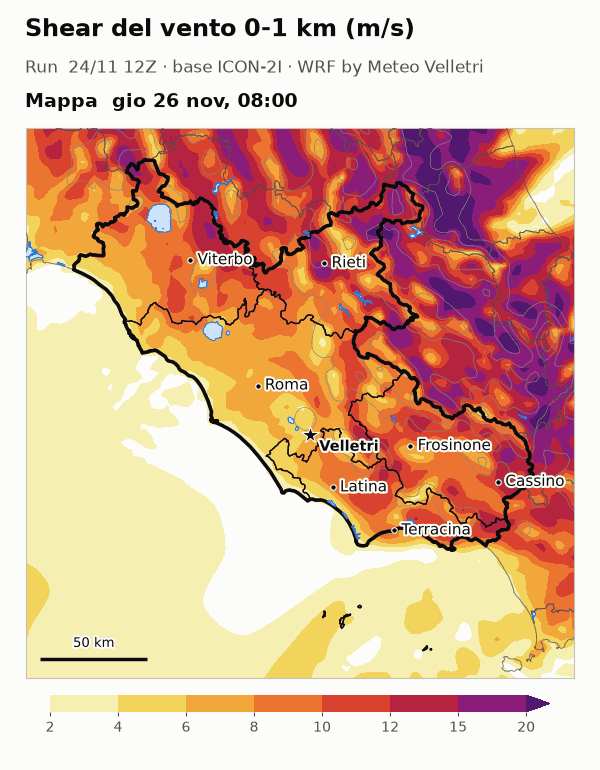 Shear del vento 0-1 km (m/s)
Run  24/11 12Z · base ICON-2I · WRF by Meteo Velletri
Mappa  gio 26 nov, 08:00
Viterbo
Rieti
Roma
Velletri
Frosinone
Latina
Cassino
Terracina
50 km
2 4 6 8 10 12 15 20